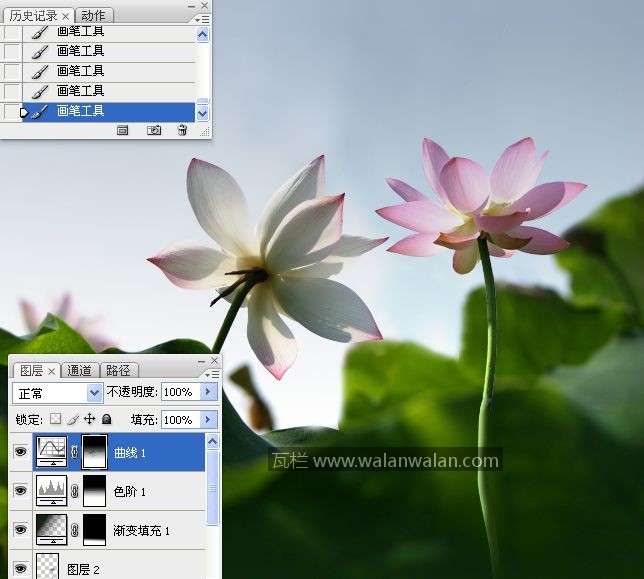 历史记录 × 动作
画笔工具
画笔工具
画笔工具
画笔工具
画笔工具
图层 × 通道 路径
正常 不透明度: 100%
锁定: 填充: 100%
曲线 1
色阶 1
渐变填充 1
图层 2
瓦栏 www.walanwalan.com